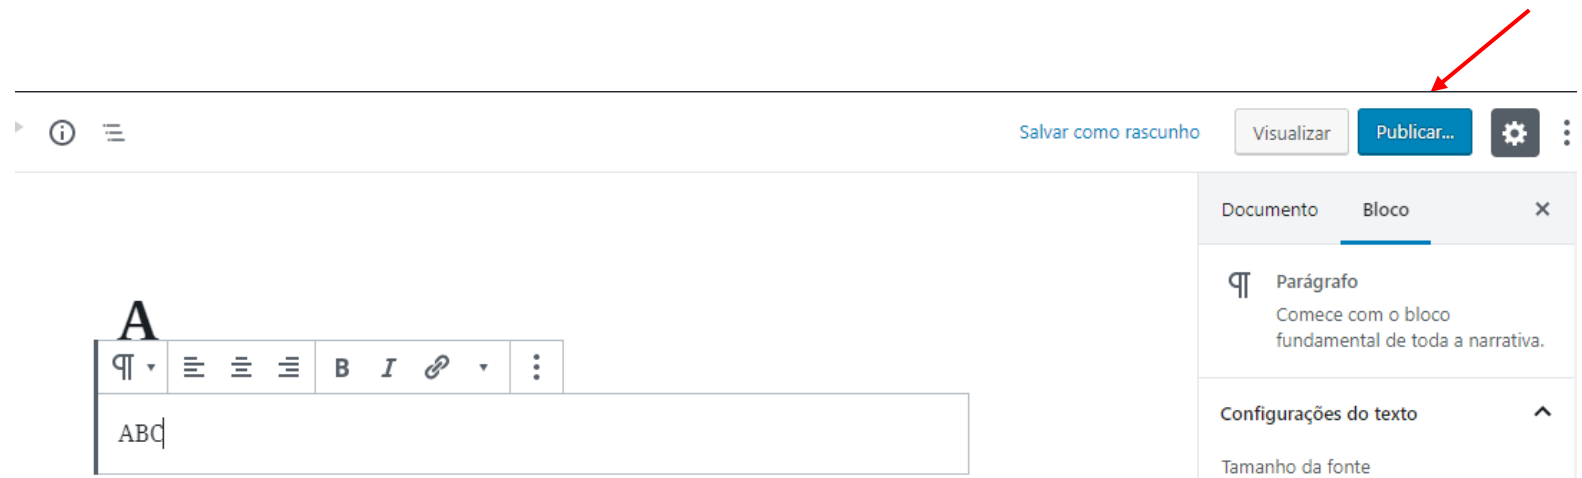 Salvar como rascunho
Visualizar
Publicar...
Documento
Bloco
Parágrafo
Comece com o bloco
fundamental de toda a narrativa.
A
B I
ABC
Configurações do texto
Tamanho da fonte